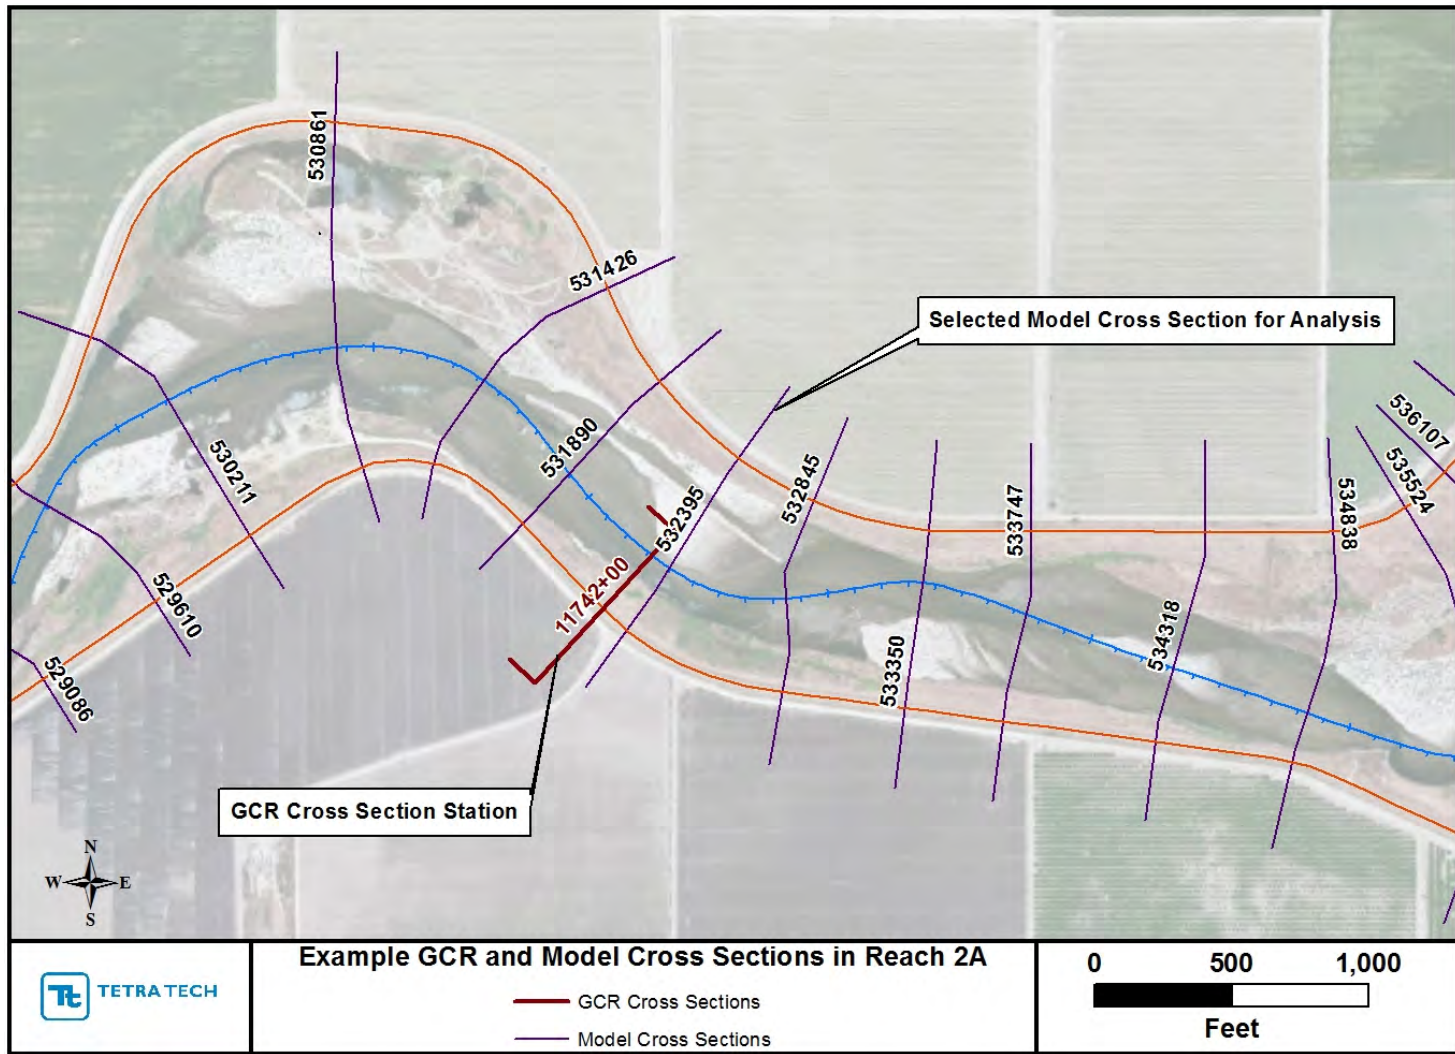 530861
531426
Selected Model Cross Section for Analysis
536107
535524
534838
532845
531890
530211
532395
533747
11742+00
534318
529610
533350
529086
GCR Cross Section Station
N
W
E
S
Example GCR and Model Cross Sections in Reach 2A
GCR Cross Sections
Model Cross Sections
Tt TETRA TECH
0 500 1,000
Feet